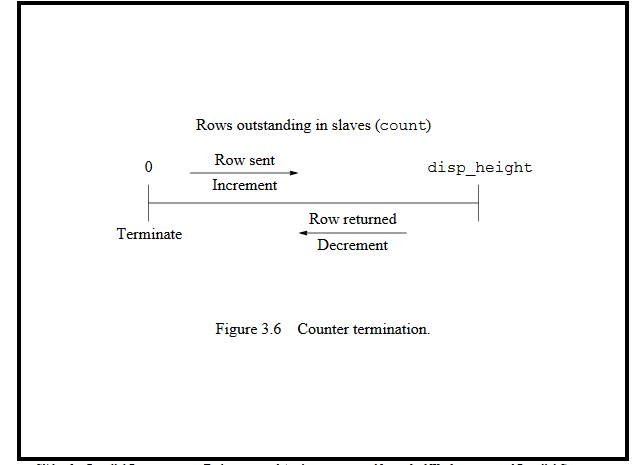 Rows outstanding in slaves (count)
0
Row sent
disp_height
Increment
Row returned
Terminate
Decrement
Figure 3.6 Counter termination.